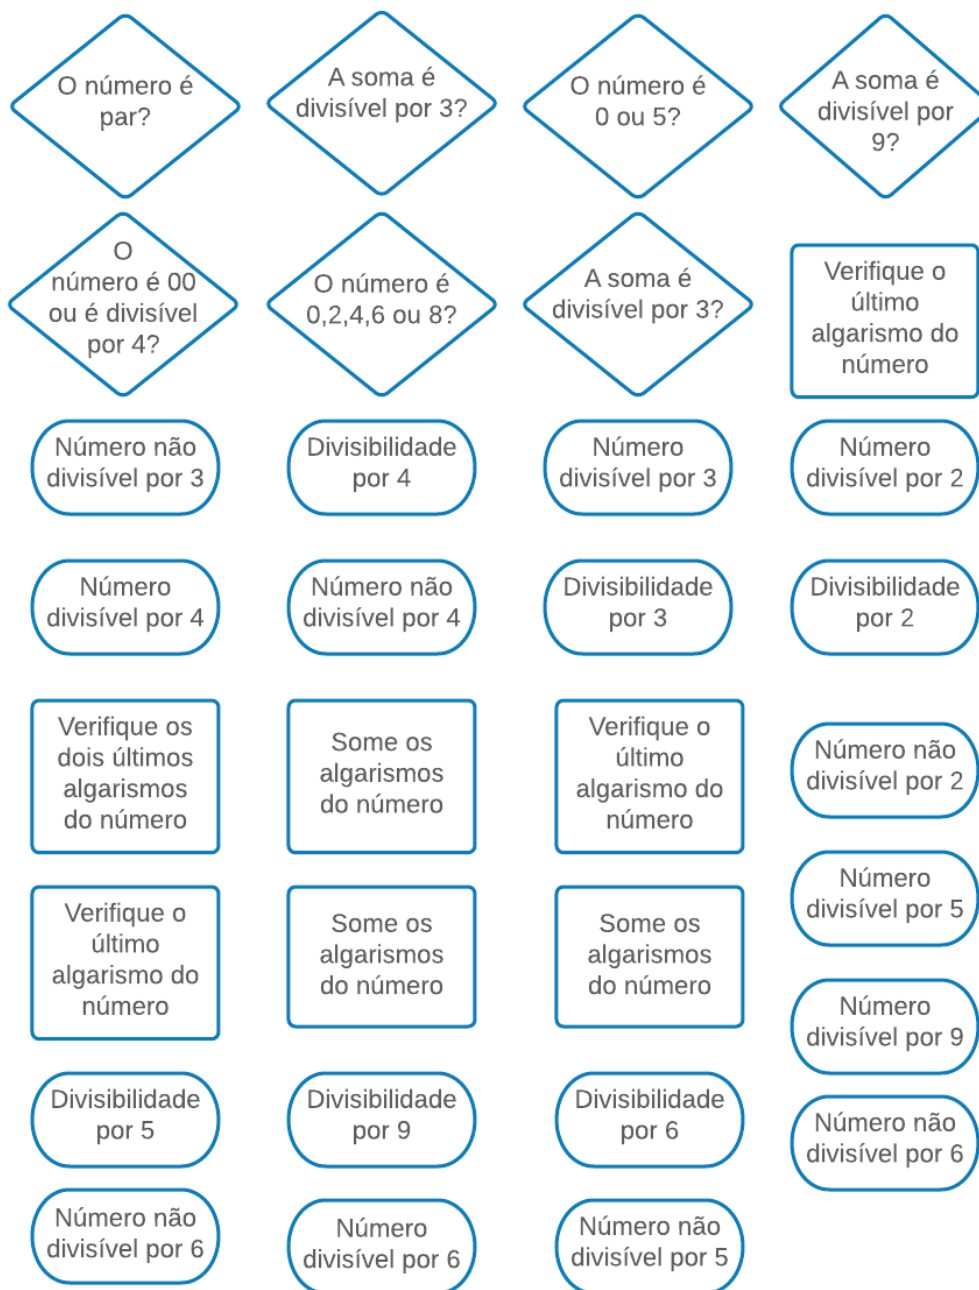 O número é
par?
A soma é
divisível por 3?
O número é
0 ou 5?
A soma é
divisível por
9?
O
número é 00
ou é divisível
por 4?
O número é
0,2,4,6 ou 8?
A soma é
divisível por 3?
Verifique o
último
algarismo do
número
Número não
divisível por 3
Divisibilidade
por 4
Número
divisível por 3
Número
divisível por 2
Número
divisível por 4
Número não
divisível por 4
Divisibilidade
por 3
Divisibilidade
por 2
Verifique os
dois últimos
algarismos
do número
Some os
algarismos
do número
Verifique o
último
algarismo do
número
Número não
divisível por 2
Número
divisível por 5
Verifique o
último
algarismo do
número
Some os
algarismos
do número
Some os
algarismos
do número
Número
divisível por 9
Divisibilidade
por 5
Divisibilidade
por 9
Divisibilidade
por 6
Número não
divisível por 6
Número não
divisível por 6
Número
divisível por 6
Número não
divisível por 5